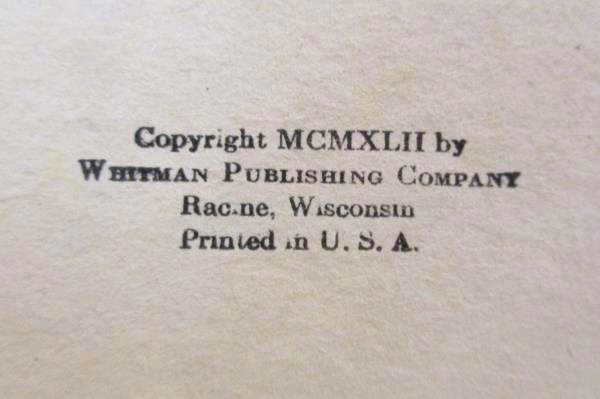 Copyright MCMXLII by
WHITMAN PUBLISHING COMPANY
Racine, Wisconsin
Printed in U. S. A.